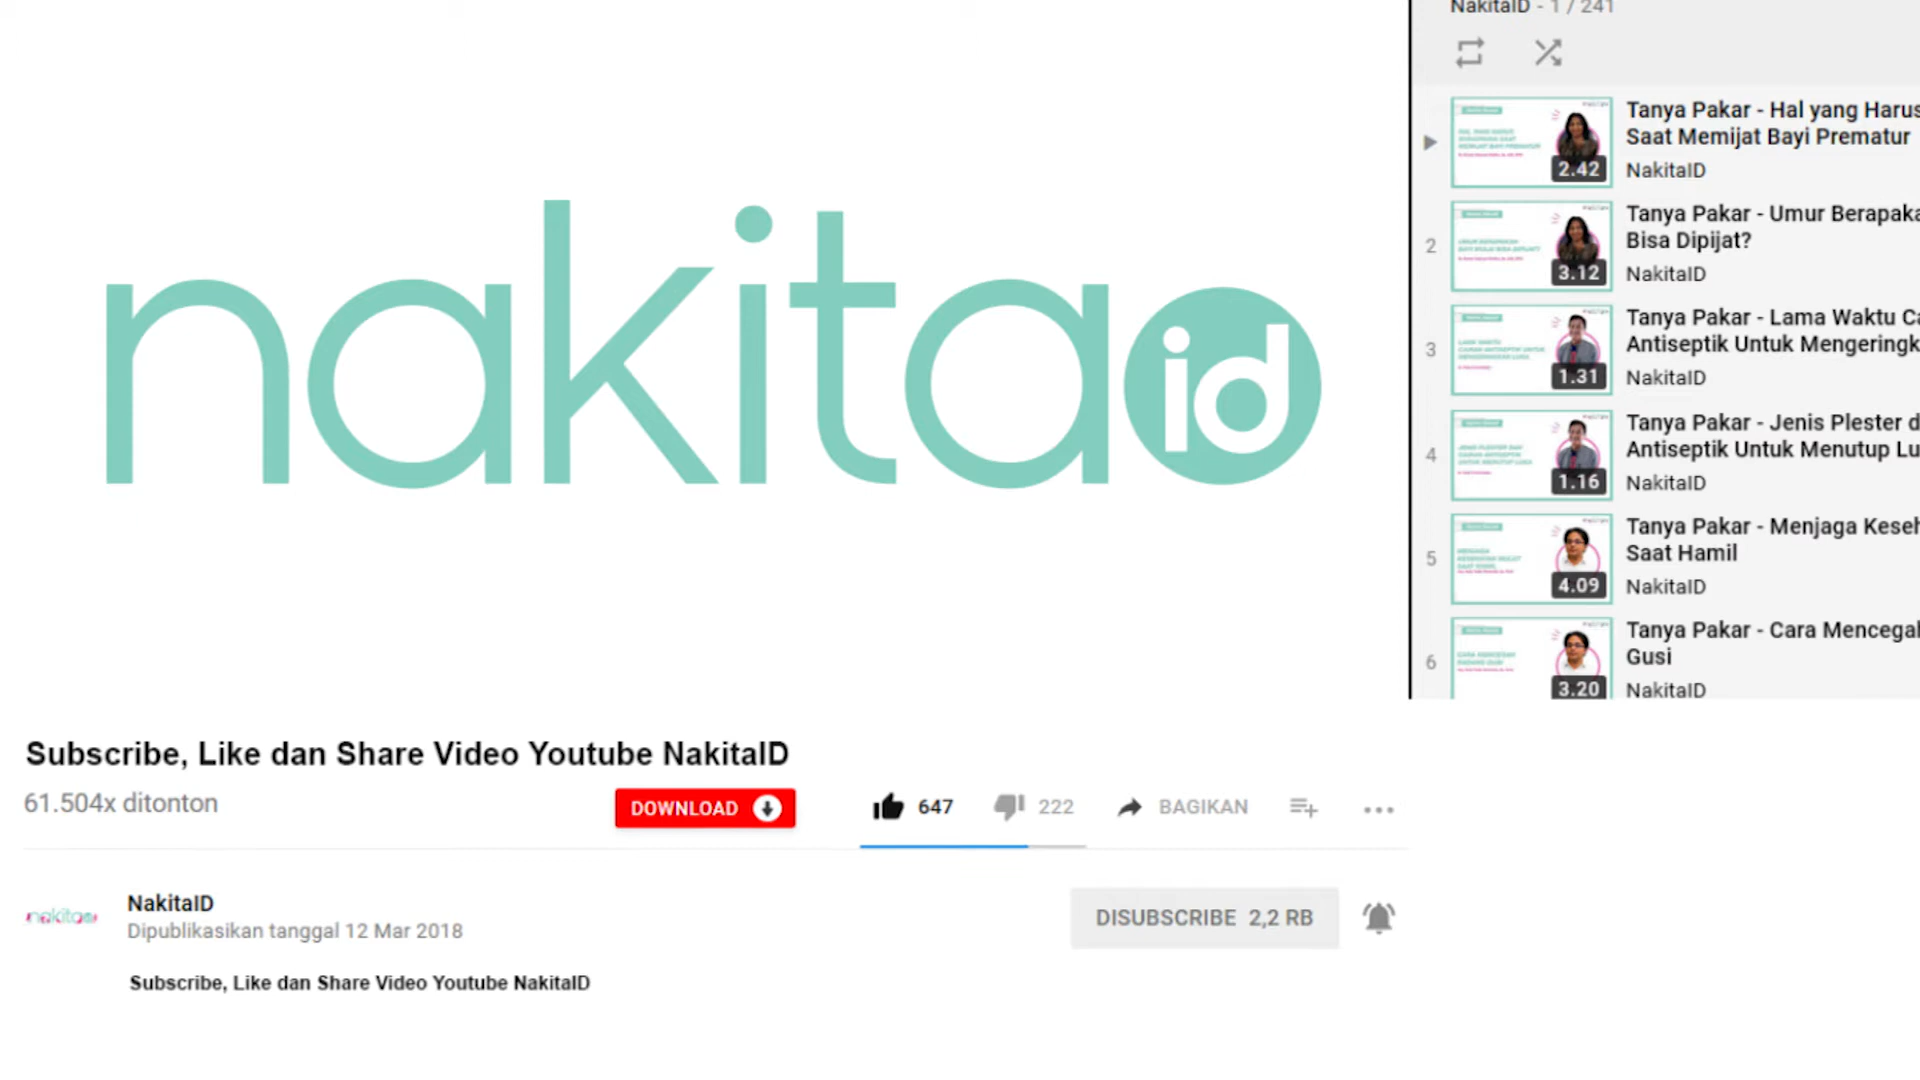 nakita id
NakitaID - 1 / 241
Tanya Pakar - Hal yang Harus
Saat Memijat Bayi Prematur
NakitaID
2.42
2
Tanya Pakar - Umur Berapaka
Bisa Dipijat?
NakitaID
3.12
3
Tanya Pakar - Lama Waktu Ca
Antiseptik Untuk Mengeringk
NakitaID
1.31
4
Tanya Pakar - Jenis Plester d
Antiseptik Untuk Menutup Lu
NakitaID
1.16
5
Tanya Pakar - Menjaga Keseh
Saat Hamil
NakitaID
4.09
6
Tanya Pakar - Cara Mencegah
Gusi
NakitaID
3.20
Subscribe, Like dan Share Video Youtube NakitaID
61.504x ditonton
DOWNLOAD
647
222
BAGIKAN
nakita
NakitaID
Dipublikasikan tanggal 12 Mar 2018
DISUBSCRIBE 2,2 RB
Subscribe, Like dan Share Video Youtube NakitaID